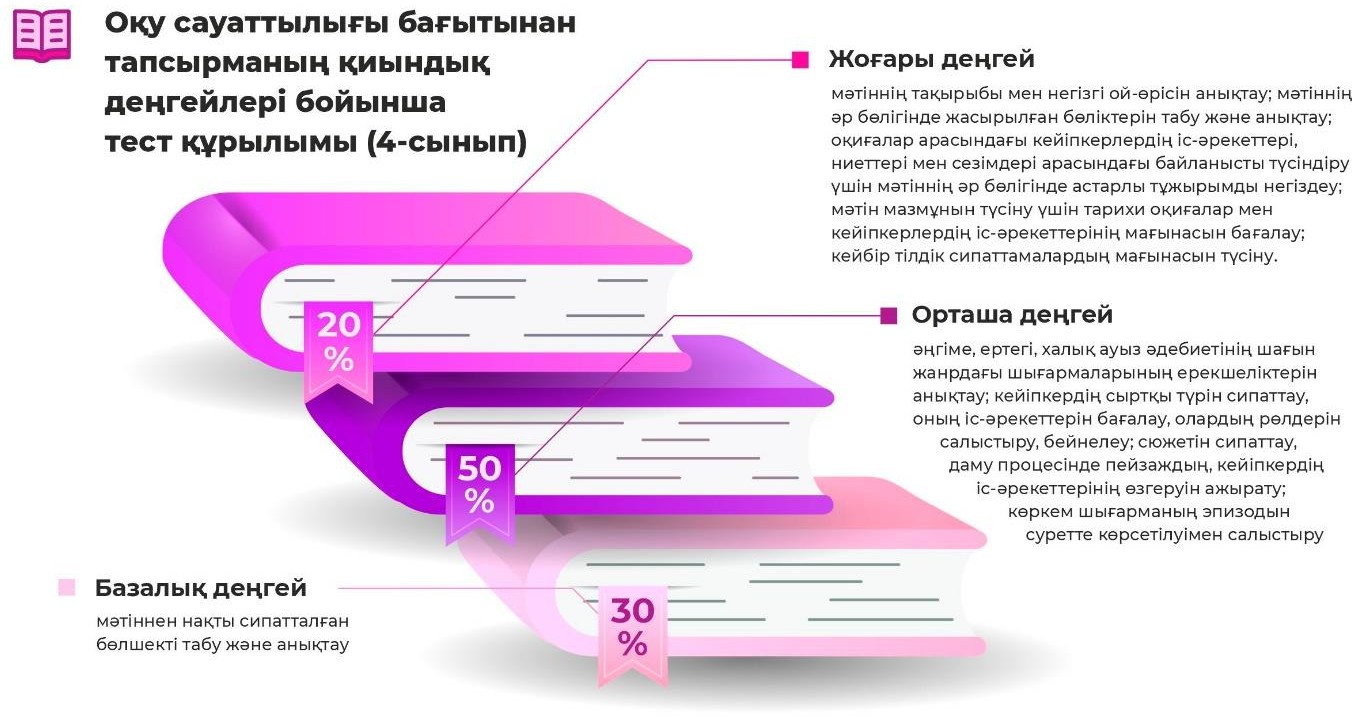 Оқу сауаттылығы бағытынан
тапсырманың қиындық
деңгейлері бойынша
тест құрылымы (4-сынып)
Жоғары деңгей
мәтіннің тақырыбы мен негізгі ой-өрісін анықтау; мәтіннің
әр бөлігінде жасырылған бөліктерін табу және анықтау;
оқиғалар арасындағы кейіпкерлердің іс-әрекеттері,
ниеттері мен сезімдері арасындағы байланысты түсіндіру
үшін мәтіннің әр бөлігінде астарлы тұжырымды негіздеу;
мәтін мазмұнын түсіну үшін тарихи оқиғалар мен
кейіпкерлердің іс-әрекеттерінің мағынасын бағалау;
кейбір тілдік сипаттамалардың мағынасын түсіну.
20
%
Орташа деңгей
әңгіме, ертегі, халық ауыз әдебиетінің шағын
жанрдағы шығармаларының ерекшеліктерін
анықтау; кейіпкердің сыртқы түрін сипаттау,
оның іс-әрекеттерін бағалау, олардың рөлдерін
салыстыру, бейнелеу; сюжетін сипаттау,
даму процесінде пейзаждың, кейіпкердің
іс-әрекеттерінің өзгеруін ажырату;
көркем шығарманың эпизодын
суретте көрсетілуімен салыстыру
50
%
Базалық деңгей
мәтіннен нақты сипатталған
бөлшекті табу және анықтау
30
%